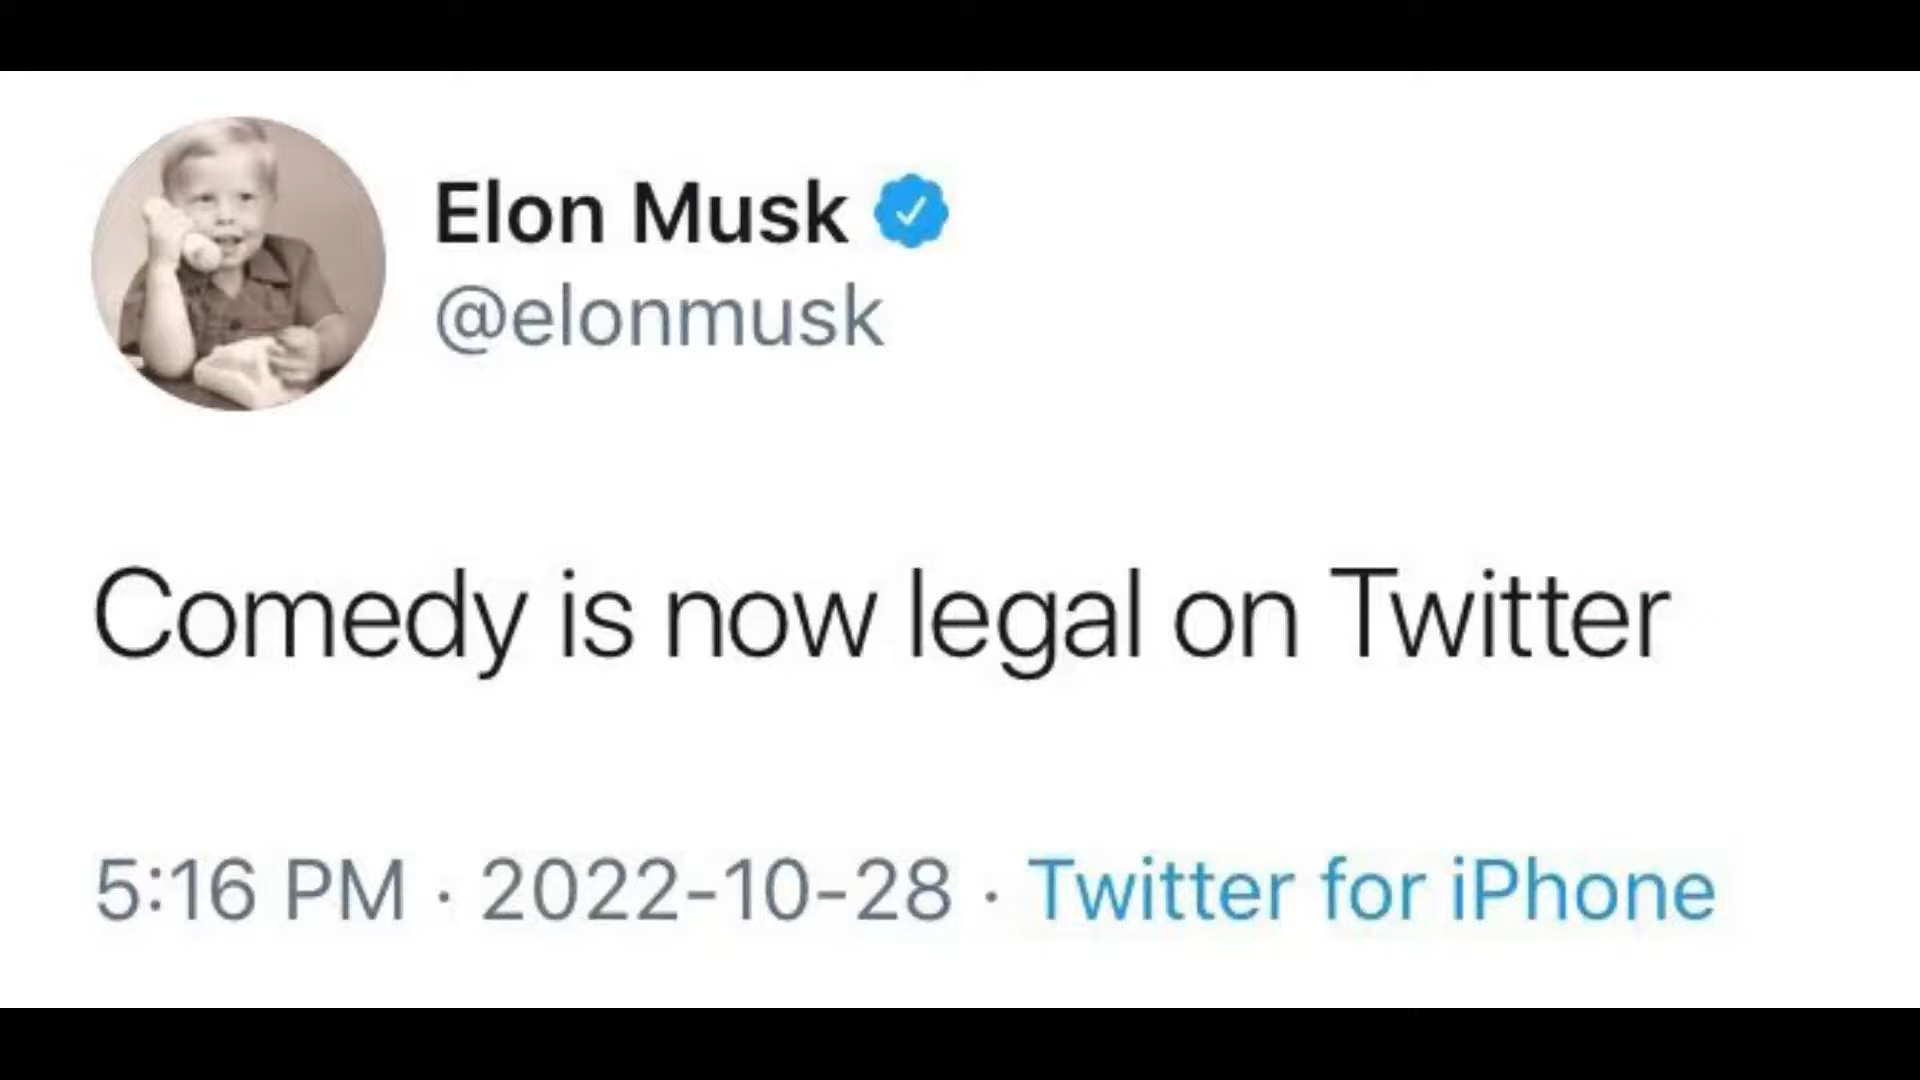 Elon Musk
@elonmusk
Comedy is now legal on Twitter
5:16 PM · 2022-10-28 · Twitter for iPhone